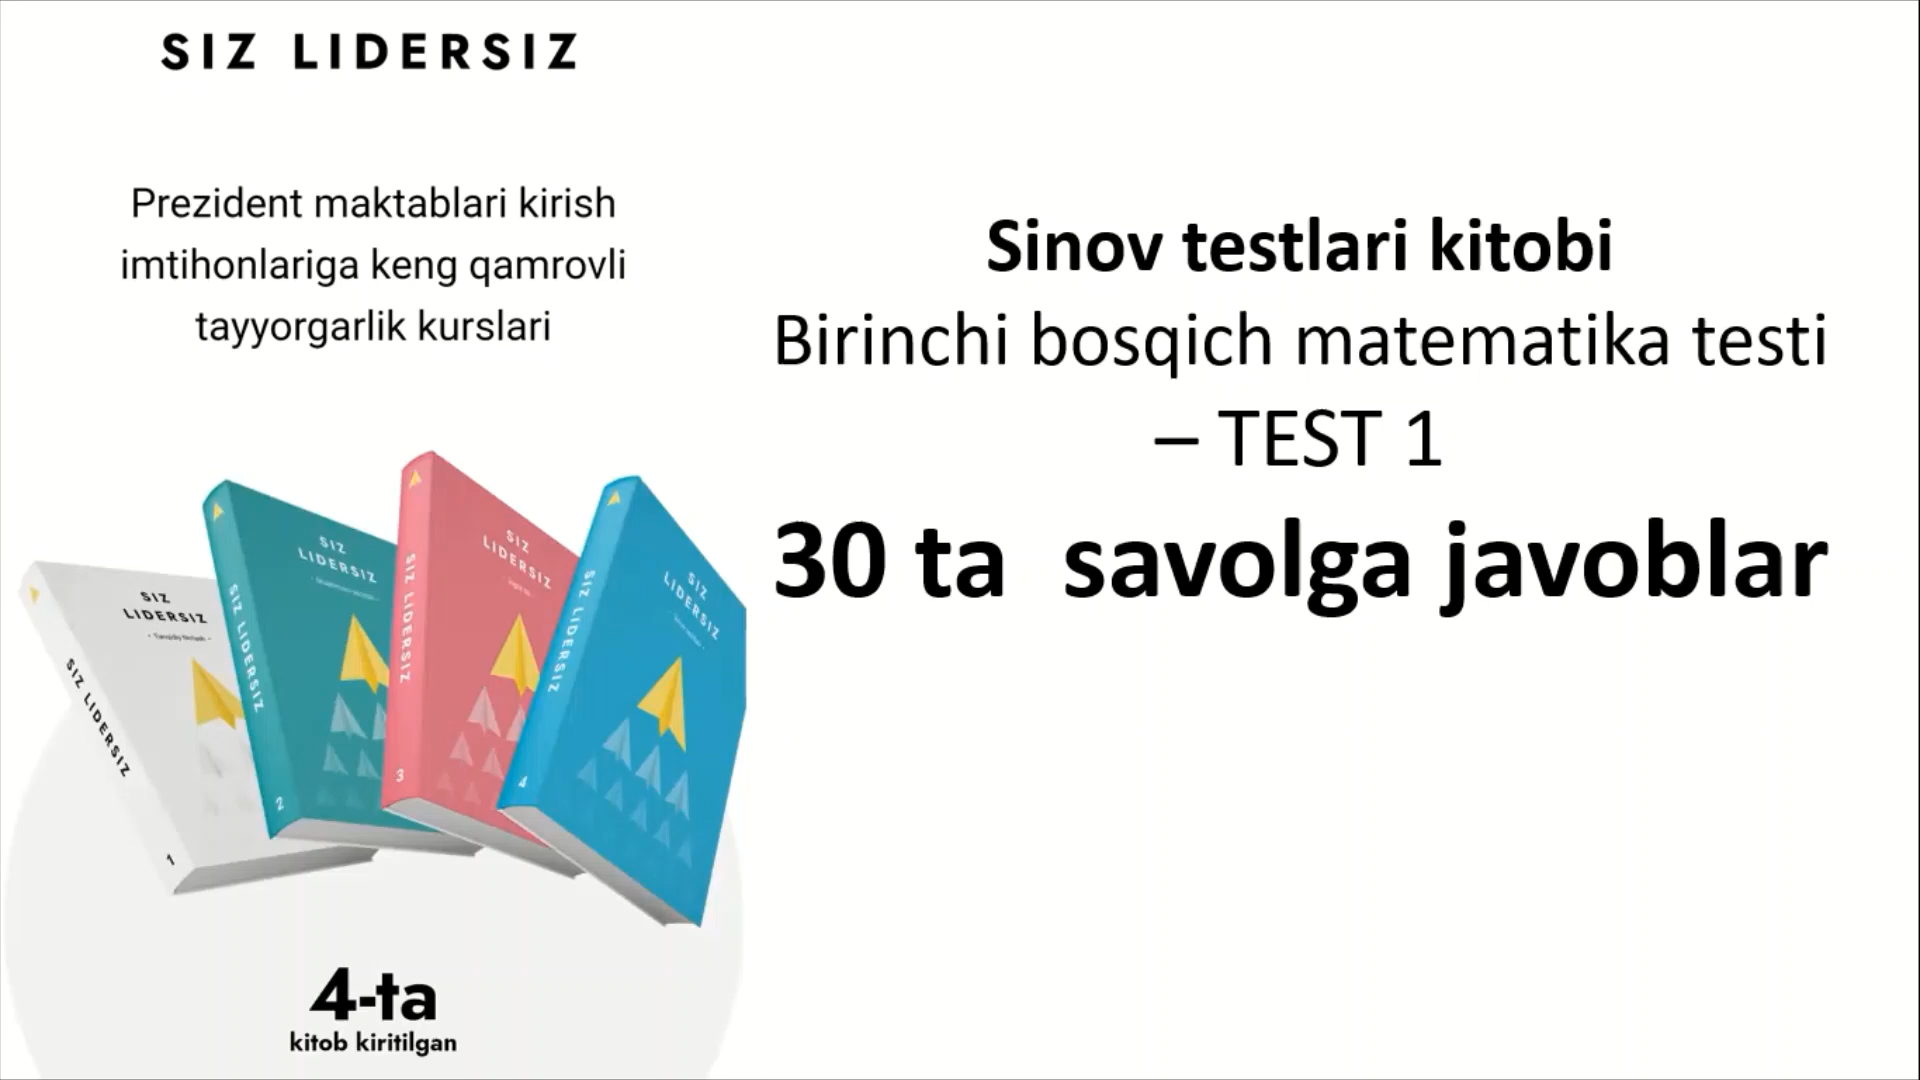 SIZ LIDERSIZ
Prezident maktablari kirish
imtihonlariga keng qamrovli
tayyorgarlik kurslari
Sinov testlari kitobi
Birinchi bosqich matematika testi
– TEST 1
30 ta savolga javoblar
SIZ
LIDERSIZ
SIZ LIDERSIZ
1
SIZ
LIDERSIZ
SIZ LIDERSIZ
2
SIZ
LIDERSIZ
SIZ LIDERSIZ
3
SIZ
LIDERSIZ
SIZ LIDERSIZ
4
4-ta
kitob kiritilgan